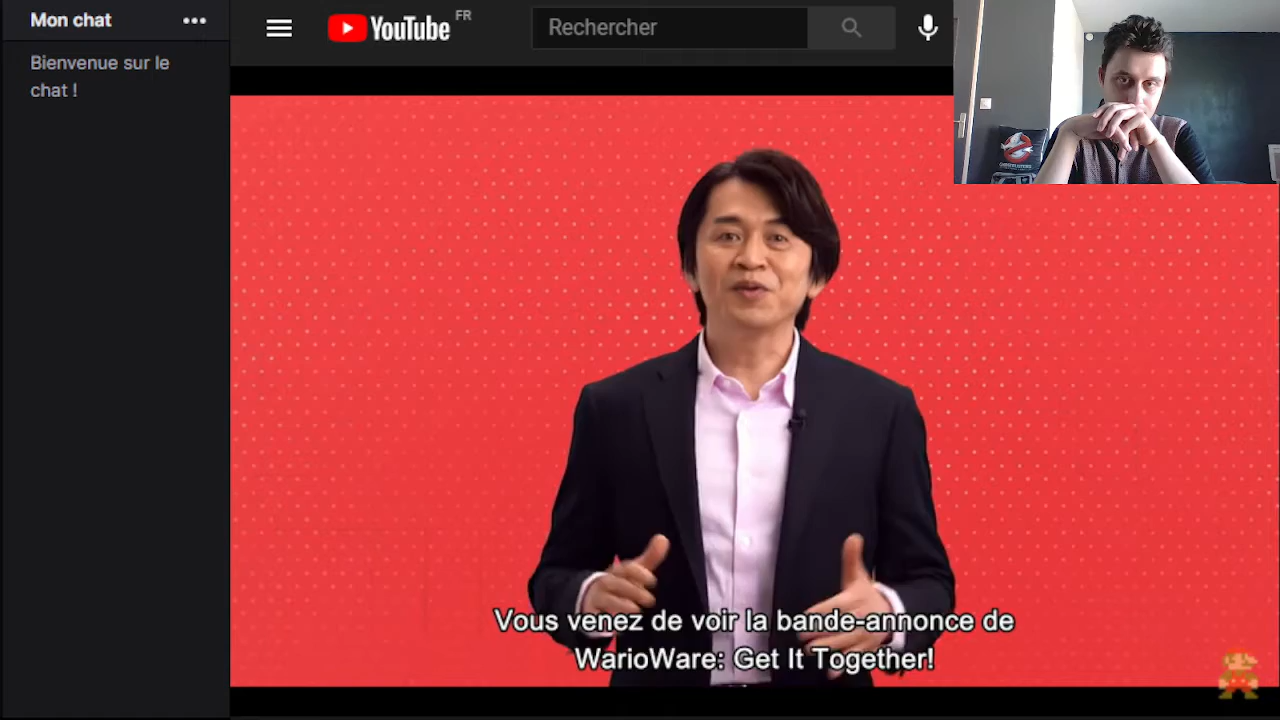 Mon chat
Bienvenue sur le
chat !
YouTube FR
Rechercher
Vous venez de voir la bande-annonce de
WarioWare: Get It Together!